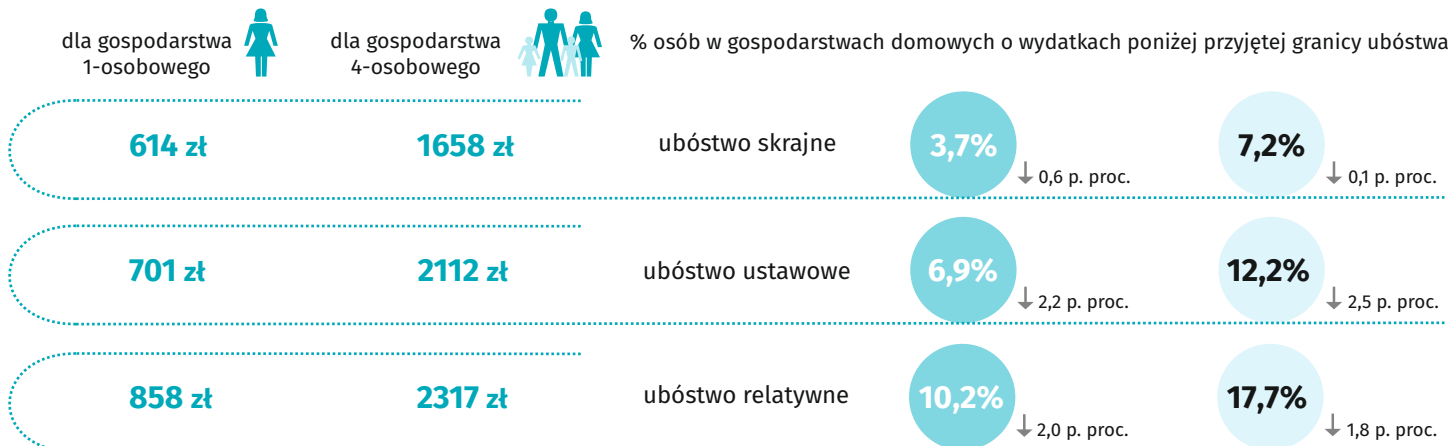 dla gospodarstwa
1-osobowego
dla gospodarstwa
4-osobowego
% osób w gospodarstwach domowych o wydatkach poniżej przyjętej granicy ubóstwa
614 zł
1658 zł
ubóstwo skrajne
3,7%
0,6 p. proc.
7,2%
0,1 p. proc.
701 zł
2112 zł
ubóstwo ustawowe
6,9%
2,2 p. proc.
12,2%
2,5 p. proc.
858 zł
2317 zł
ubóstwo relatywne
10,2%
2,0 p. proc.
17,7%
1,8 p. proc.